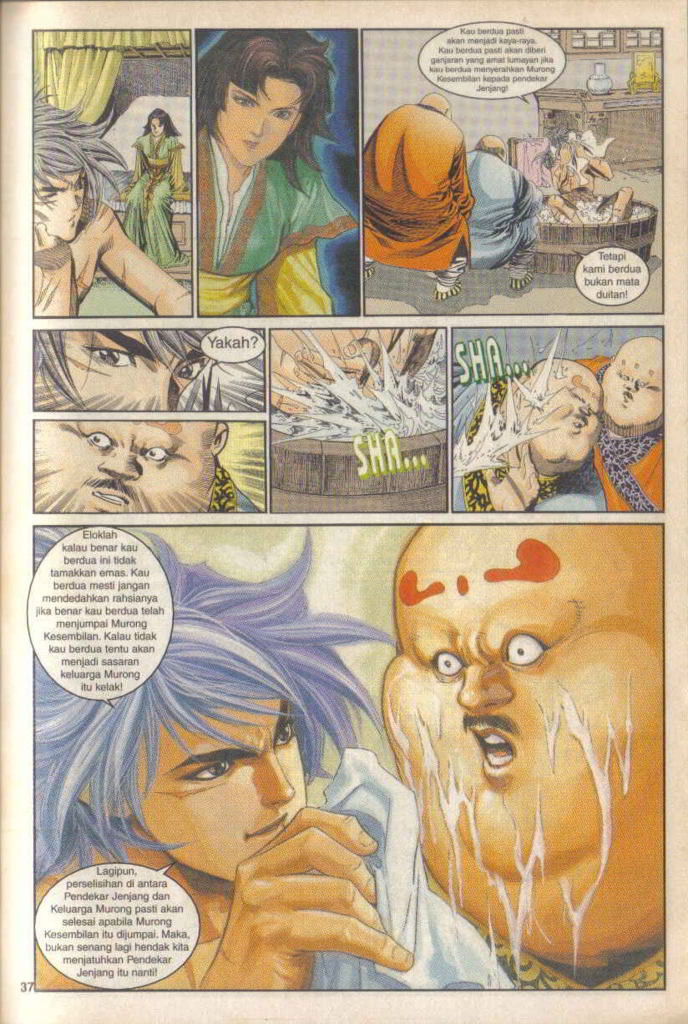 Kau berdua pasti
akan menjadi kaya-raya.
Kau berdua pasti akan diberi
ganjaran yang amat lumayan jika
kau berdua menyerahkan Murong
Kesembilan kepada pendekar
Jenjang!
Tetapi
kami berdua
bukan mata
duitan!
Yakah?
SHA...
SHA...
Eloklah
kalau benar kau
berdua ini tidak
tamakkan emas. Kau
berdua mesti jangan
mendedahkan rahsianya
jika benar kau berdua telah
menjumpai Murong
Kesembilan. Kalau tidak
kau berdua tentu akan
menjadi sasaran
keluarga Murong
itu kelak!
Lagipun,
perselisihan di antara
Pendekar Jenjang dan
Keluarga Murong pasti akan
selesai apabila Murong
Kesembilan itu dijumpai. Maka,
bukan senang lagi hendak kita
menjatuhkan Pendekar
Jenjang itu nanti!
37